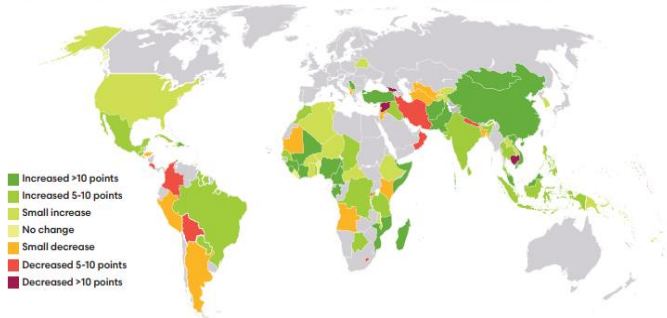 Increased >10 points
Increased 5-10 points
Small increase
No change
Small decrease
Decreased 5-10 points
Decreased >10 points